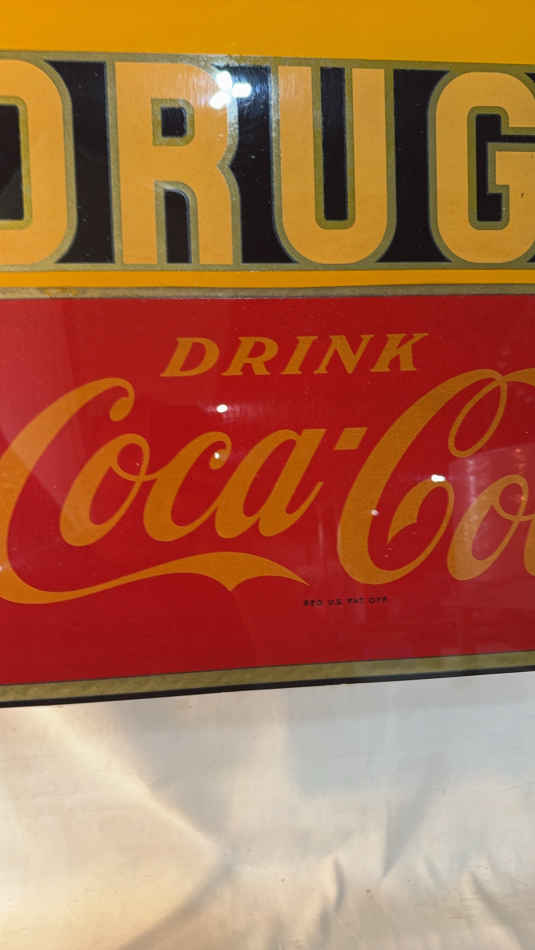 DRUG
DRINK
Coca-Co
REG. U.S. PAT. OFF.